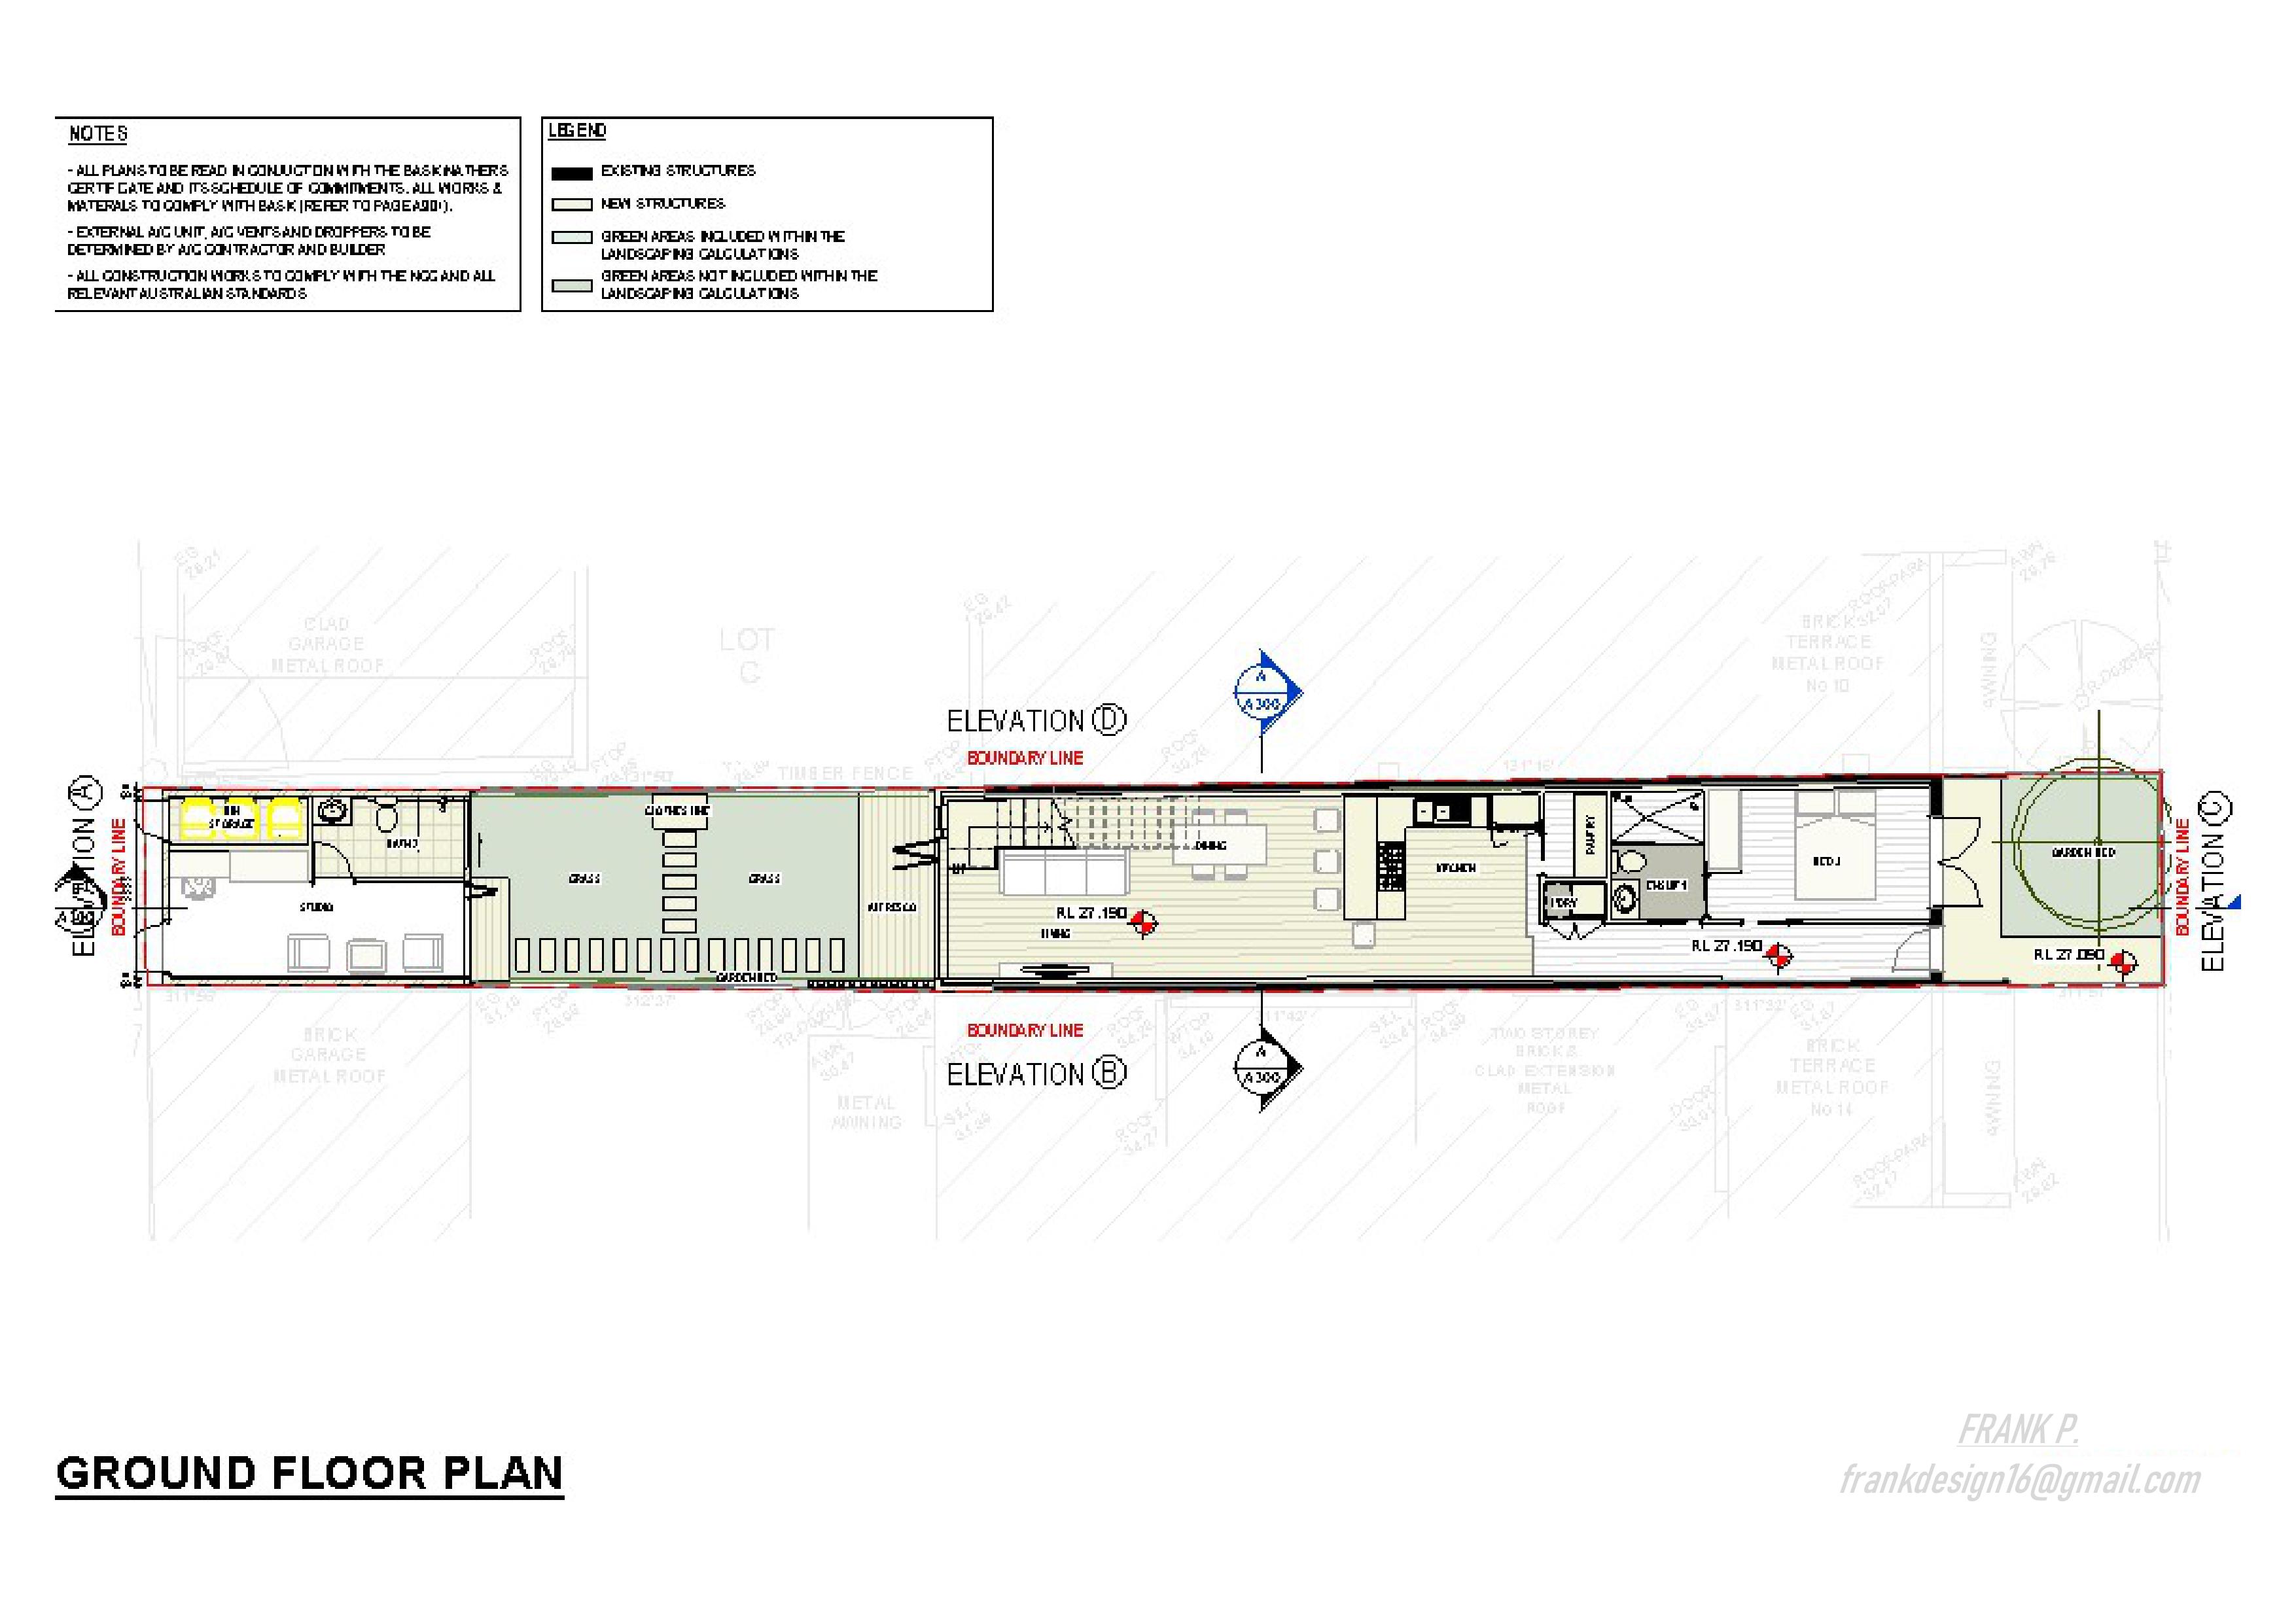 NOTES
- ALL PLANS TO BE READ IN CONJUCTION WITH THE BASIX/NATHERS
CERTIFICATE AND ITS SCHEDULE OF COMMITMENTS. ALL WORKS &
MATERIALS TO COMPLY WITH BASIX (REFER TO PAGE A901).
- EXTERNAL A/C UNIT, A/C VENTS AND DROPPERS TO BE
DETERMINED BY A/C CONTRACTOR AND BUILDER
- ALL CONSTRUCTION WORKS TO COMPLY WITH THE NCC AND ALL
RELEVANT AUSTRALIAN STANDARDS
LEGEND
EXISTING STRUCTURES
NEW STRUCTURES
GREEN AREAS INCLUDED WITHIN THE
LANDSCAPING CALCULATIONS
GREEN AREAS NOT INCLUDED WITHIN THE
LANDSCAPING CALCULATIONS
EG
CLAD
GARAGE
METAL ROOF
ROOF
ROOF
LOT
C
EG
29.42
BRICK
TERRACE
METAL ROOF
No 10
AWNING
A
A300
ELEVATION D
BOUNDARY LINE
TIMBER FENCE
ELEVATION A
BOUNDARY LINE
BIN
STORAGE
BATH 2
STUDIO
CLOTHES LINE
GRASS
GRASS
GARDEN BED
ALFRESCO
LIVING
RL 27.190
DINING
KITCHEN
PANTRY
LDRY
ENSUITE 1
BED 1
RL 27.190
GARDEN BED
RL 27.090
BOUNDARY LINE
ELEVATION C
BOUNDARY LINE
ELEVATION B
A
A300
BRICK
GARAGE
METAL ROOF
METAL
AWNING
TWO STOREY
BRICK &
CLAD EXTENSION
METAL
ROOF
BRICK
TERRACE
METAL ROOF
No 14
AWNING
GROUND FLOOR PLAN
FRANK P.
frankdesign16@gmail.com